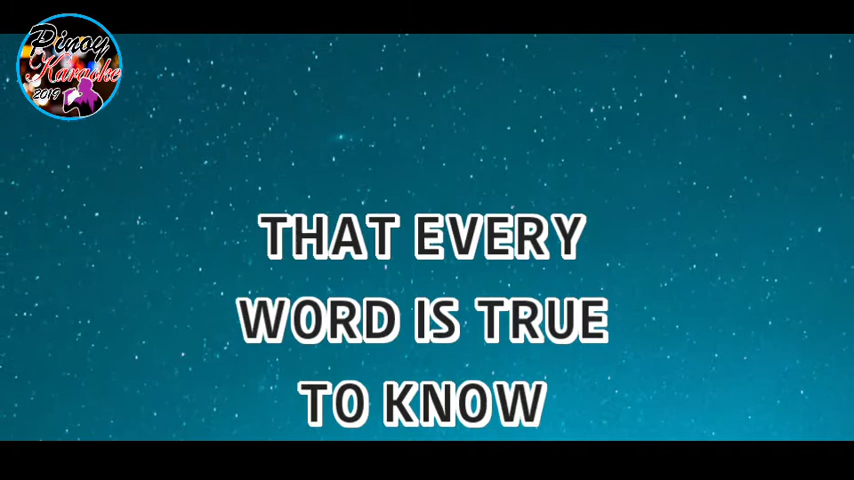 Pinoy
Karaoke
2019
THAT EVERY
WORD IS TRUE
TO KNOW